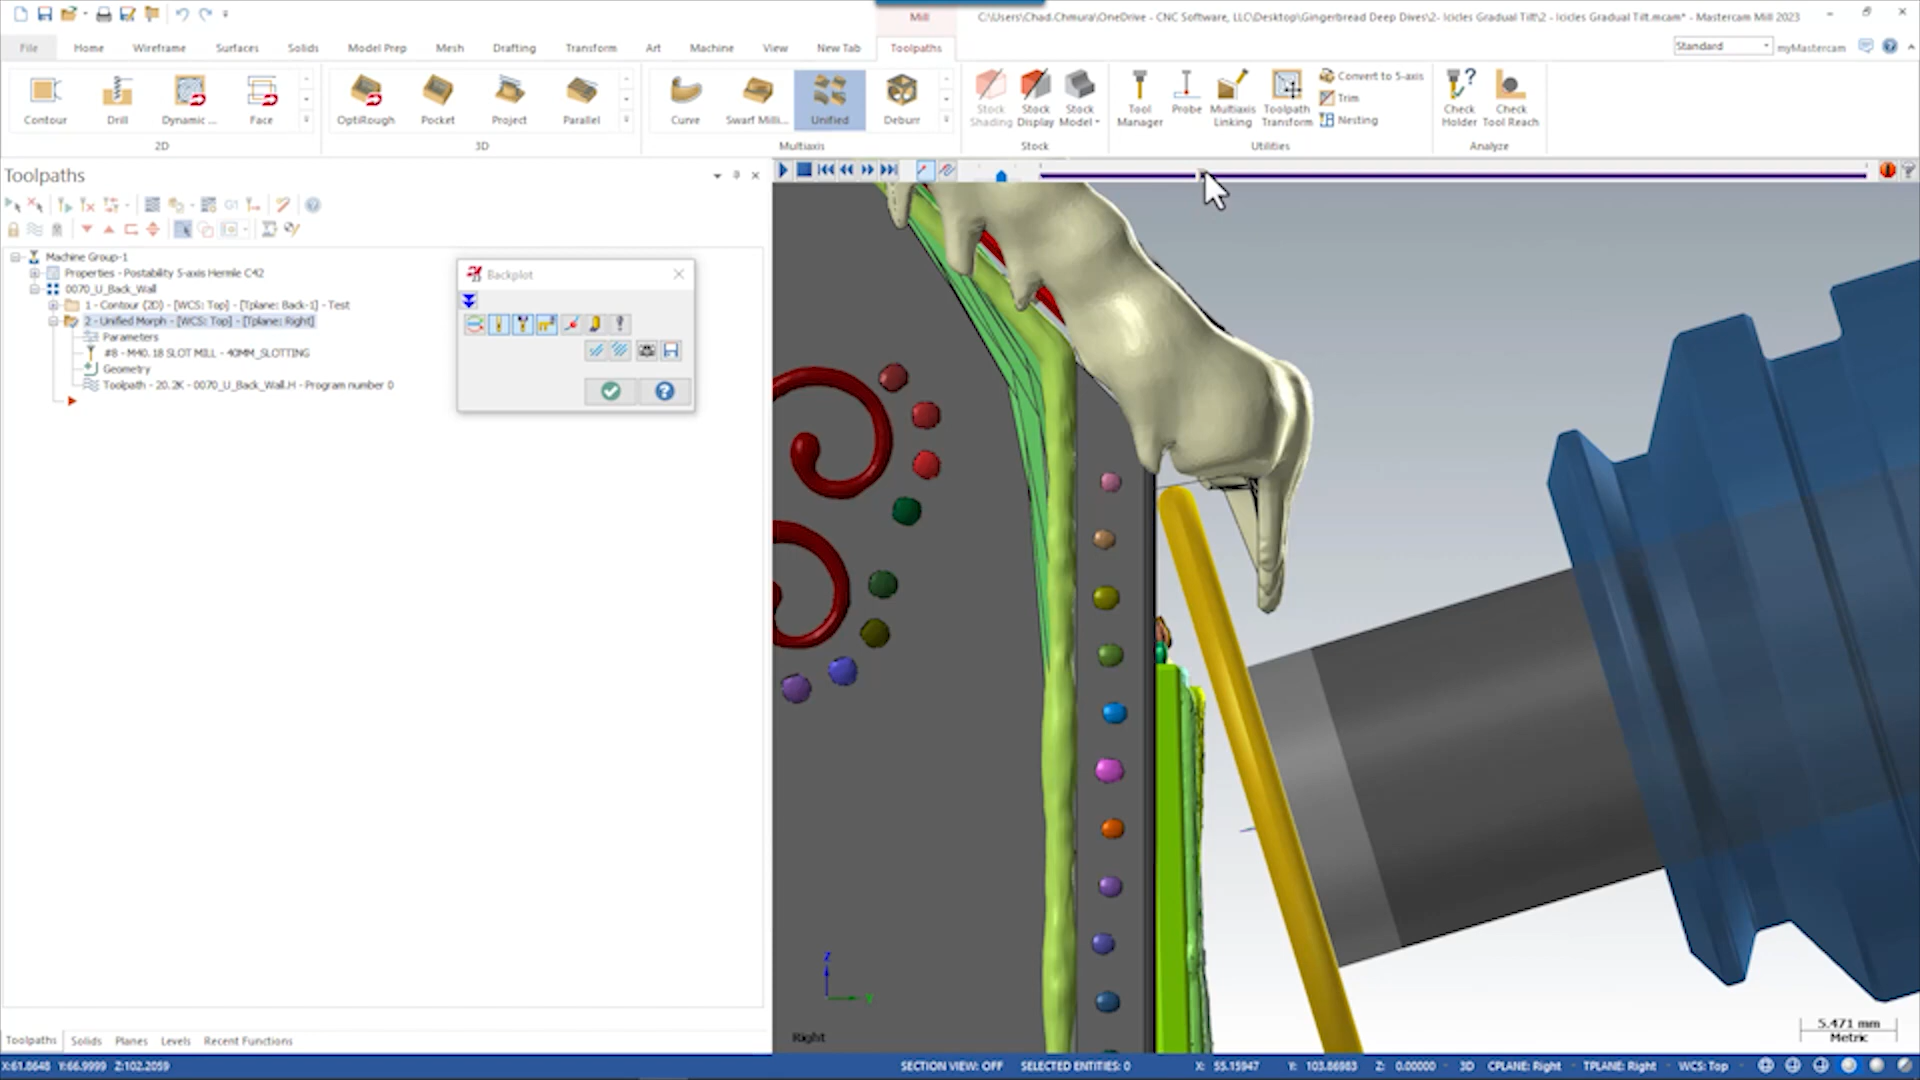 Mill
C:\Users\Chad.Chmura\OneDrive - CNC Software, LLC\Desktop\Gingerbread Deep Dives\2- Icicles Gradual Tilt\2 - Icicles Gradual Tilt.mcam* - Mastercam Mill 2023
File Home Wireframe Surfaces Solids Model Prep Mesh Drafting Transform Art Machine View New Tab Toolpaths
Standard myMastercam
Contour Drill Dynamic ... Face
OptiRough Pocket Project Parallel
Curve Swarf Milli... Unified Deburr
Stock Shading Stock Display Stock Model
Tool Manager Probe Multiaxis Linking Toolpath Transform
Convert to 5-axis
Trim
Nesting
Check Holder Check Tool Reach
2D 3D Multiaxis Stock Utilities Analyze
Toolpaths
G1
Machine Group-1
Properties - Postability 5-axis Hermle C42
0070_U_Back_Wall
1 - Contour (2D) - [WCS: Top] - [Tplane: Back-1] - Test
2 - Unified Morph - [WCS: Top] - [Tplane: Right]
Parameters
#8 - M40. 18 SLOT MILL - 40MM_SLOTTING
Geometry
Toolpath - 20.2K - 0070_U_Back_Wall.H - Program number 0
Backplot
Z
Y
Right
5.471 mm
Metric
Toolpaths Solids Planes Levels Recent Functions
X:61.8648 Y:66.9999 Z:102.2059
SECTION VIEW: OFF SELECTED ENTITIES: 0 X: 55.15947 Y: 103.86983 Z: 0.00000 3D CPLANE: Right TPLANE: Right WCS: Top